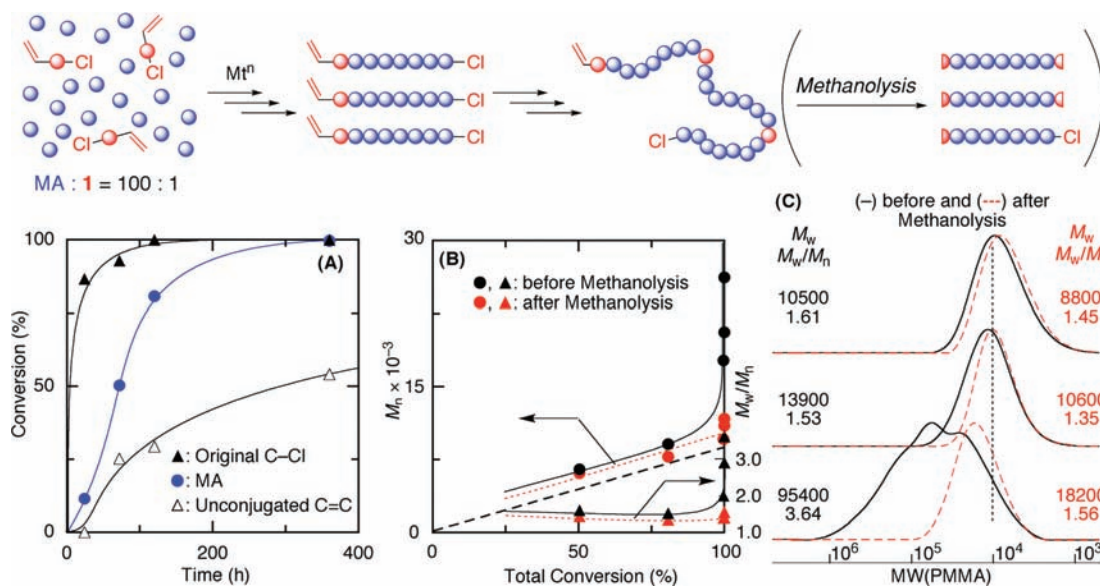 Cl
Cl
Cl
MA : 1 = 100 : 1
Mtⁿ
Cl
Cl
Cl
Cl
Methanolysis
Cl
(A)
Conversion (%)
100
50
0
0 200 400
Time (h)
▲: Original C–Cl
●: MA
△: Unconjugated C=C
(B)
●, ▲: before Methanolysis
●, ▲: after Methanolysis
Mn × 10⁻³
30
15
0
Mw/Mn
3.0
2.0
1.0
0 50 100
Total Conversion (%)
(C)
(–) before and (---) after
Methanolysis
Mw
Mw/Mn
10500
1.61
13900
1.53
95400
3.64
Mw
Mw/M
8800
1.45
10600
1.35
18200
1.56
10⁶ 10⁵ 10⁴ 10³
MW(PMMA)